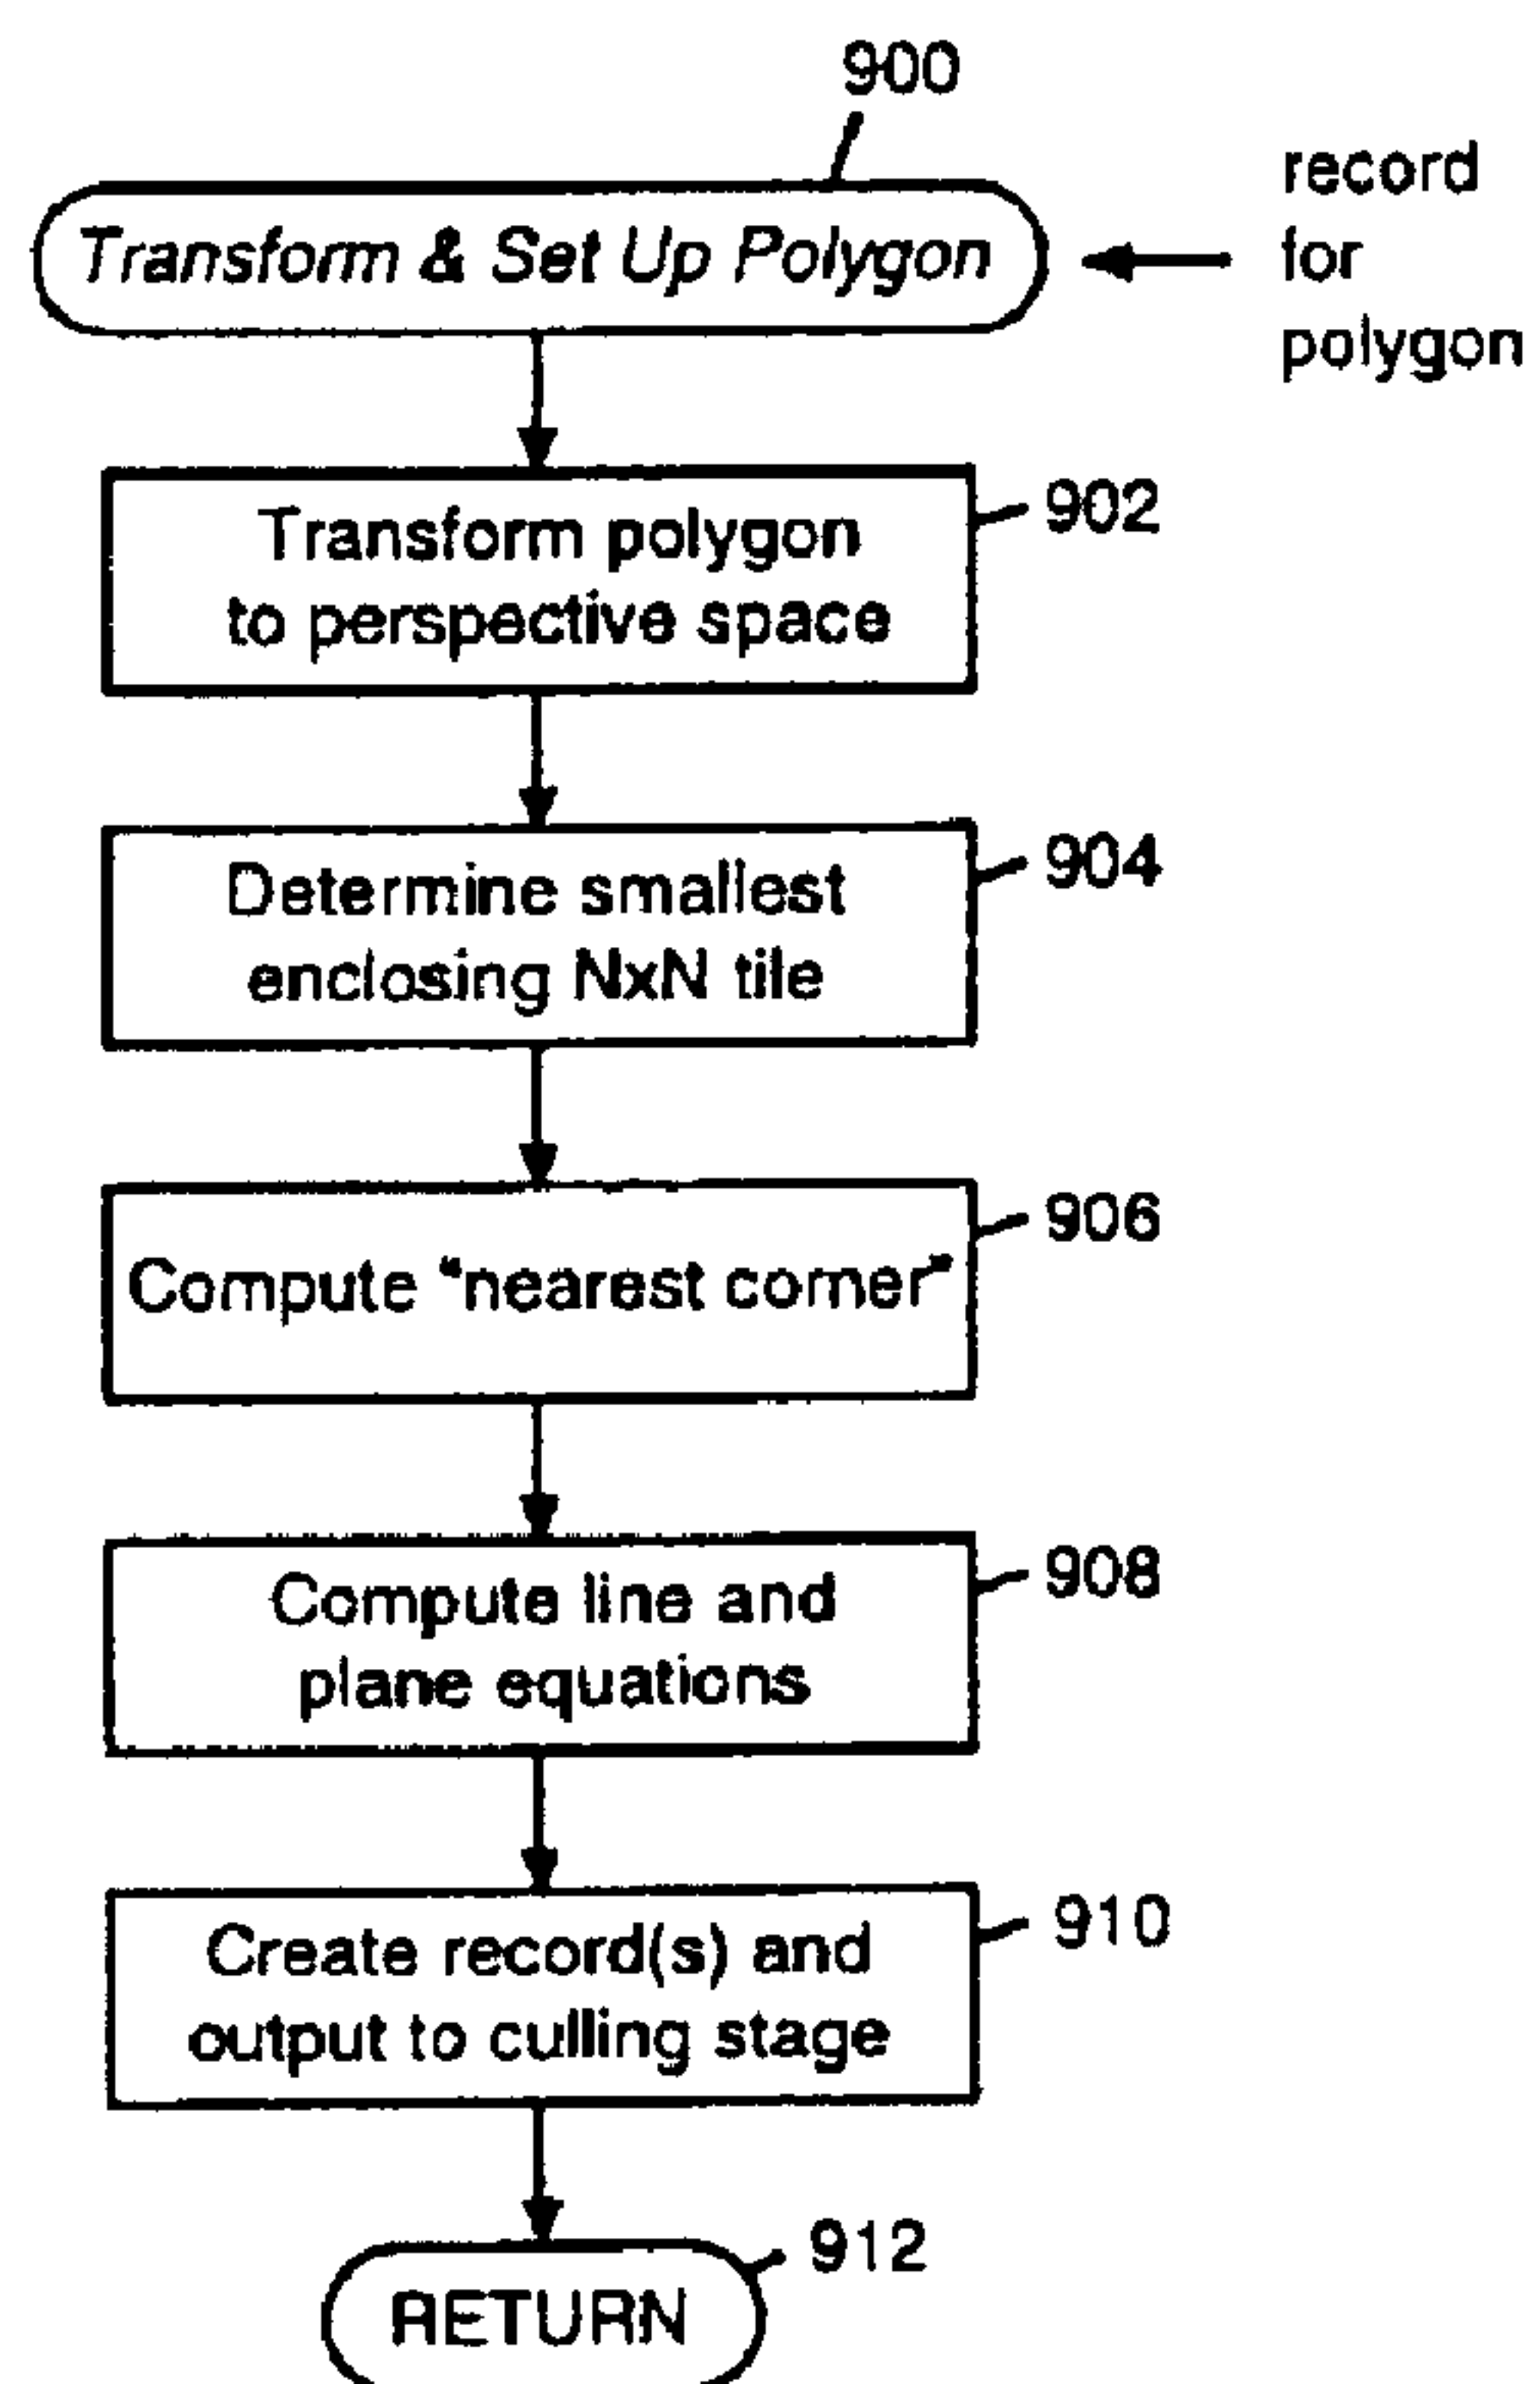 900
Transform & Set Up Polygon
record
for
polygon
902
Transform polygon
to perspective space
904
Determine smallest
enclosing NxN tile
906
Compute “nearest corner”
908
Compute line and
plane equations
910
Create record(s) and
output to culling stage
912
RETURN